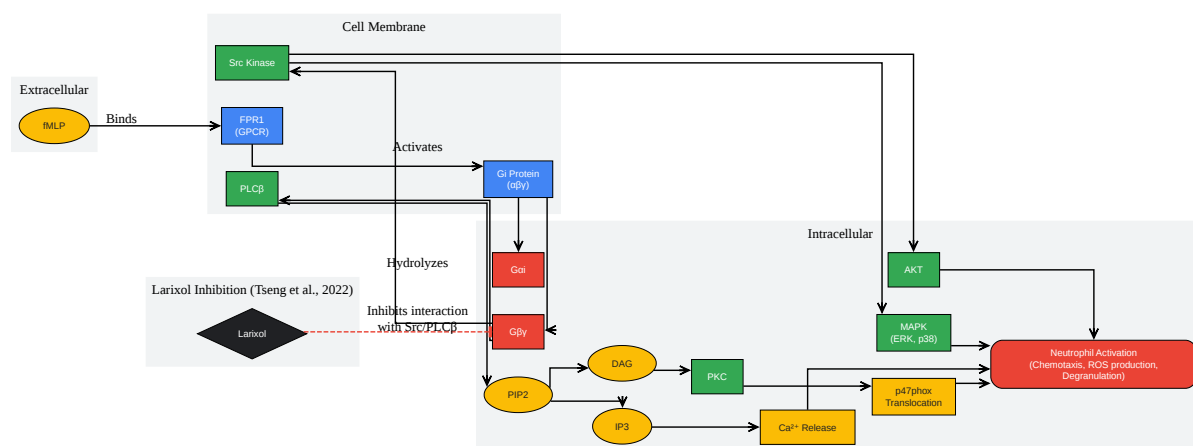 Cell Membrane
Src Kinase
Extracellular
fMLP
Binds
FPR1
(GPCR)
Activates
Gi Protein
(αβγ)
PLCβ
Intracellular
Hydrolyzes
Gαi
AKT
Larixol Inhibition (Tseng et al., 2022)
Inhibits interaction
with Src/PLCβ
Larixol
Gβγ
MAPK
(ERK, p38)
Neutrophil Activation
(Chemotaxis, ROS production,
Degranulation)
DAG
PKC
PIP2
p47phox
Translocation
IP3
Ca²⁺ Release